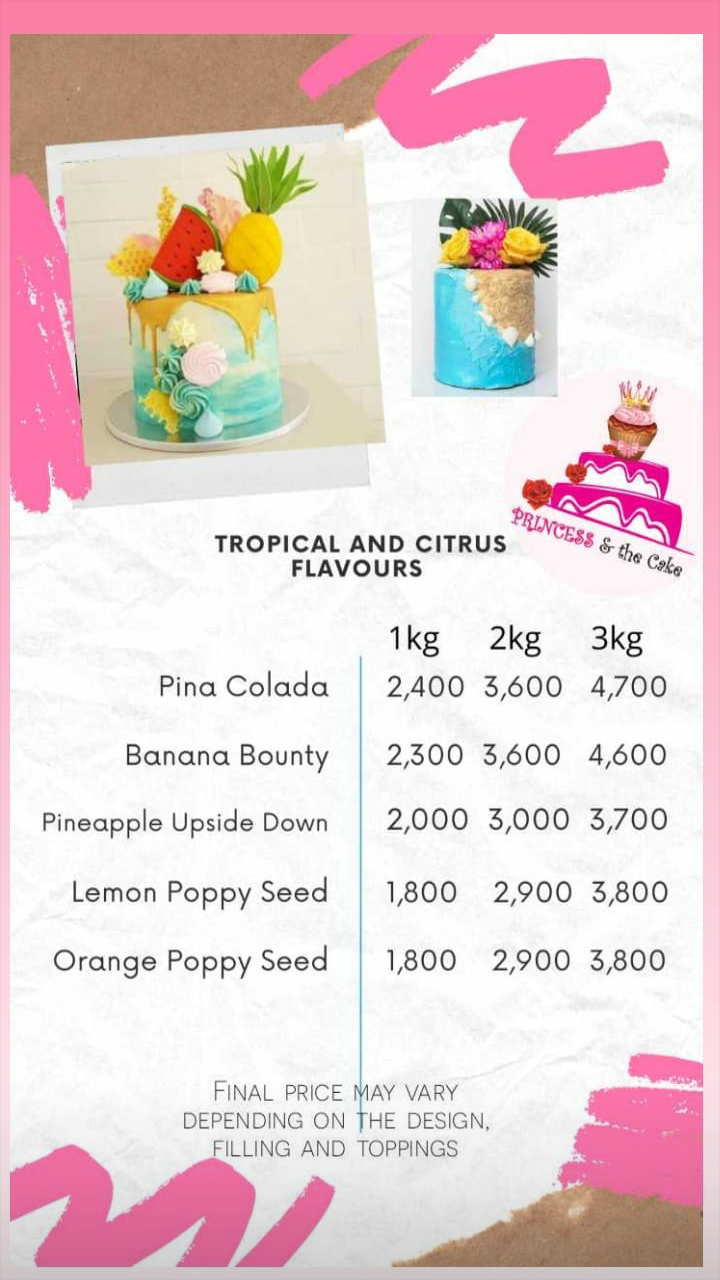 PRINCESS & the Cake
TROPICAL AND CITRUS
FLAVOURS
1kg 2kg 3kg
Pina Colada 2,400 3,600 4,700
Banana Bounty 2,300 3,600 4,600
Pineapple Upside Down 2,000 3,000 3,700
Lemon Poppy Seed 1,800 2,900 3,800
Orange Poppy Seed 1,800 2,900 3,800
FINAL PRICE MAY VARY
DEPENDING ON THE DESIGN,
FILLING AND TOPPINGS